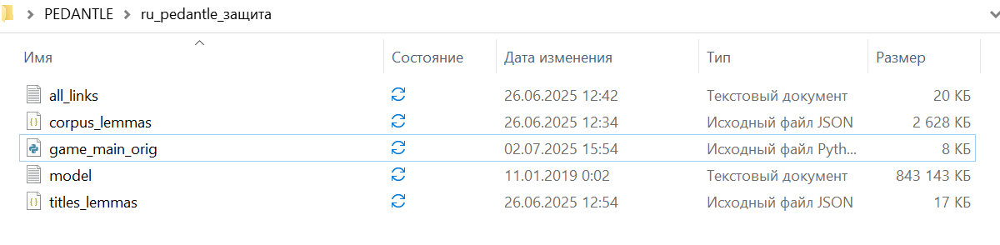 PEDANTLE > ru_pedantle_защита
Имя Состояние Дата изменения Тип Размер
all_links 26.06.2025 12:42 Текстовый документ 20 КБ
corpus_lemmas 26.06.2025 12:34 Исходный файл JSON 2 628 КБ
game_main_orig 02.07.2025 15:54 Исходный файл Pyth... 8 КБ
model 11.01.2019 0:02 Текстовый документ 843 143 КБ
titles_lemmas 26.06.2025 12:54 Исходный файл JSON 17 КБ